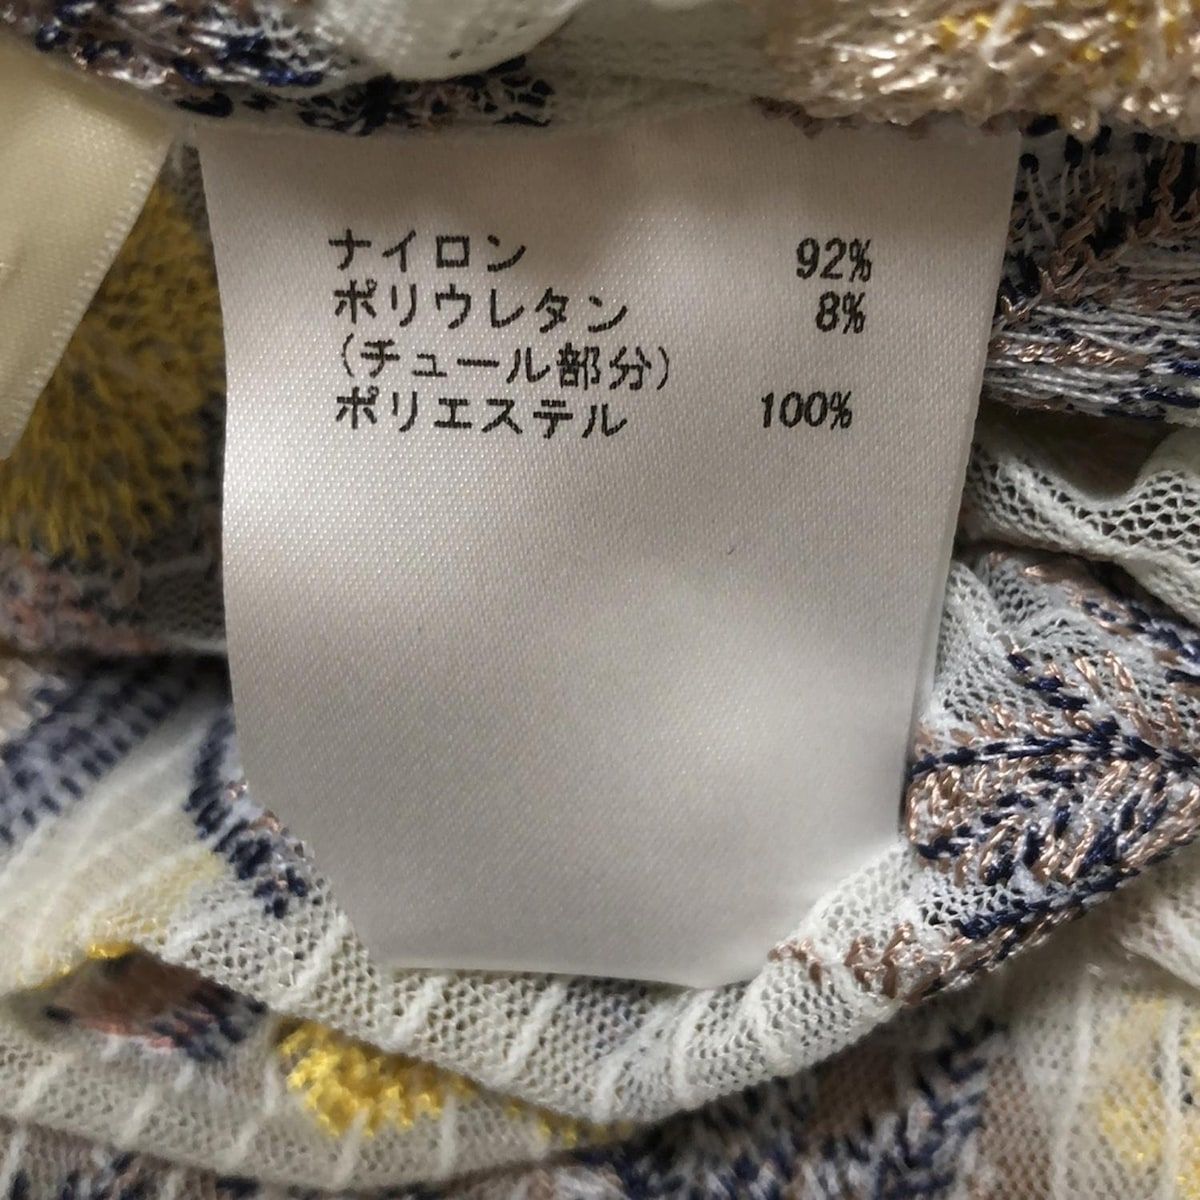 ナイロン 92%
ポリウレタン 8%
(チュール部分)
ポリエステル 100%